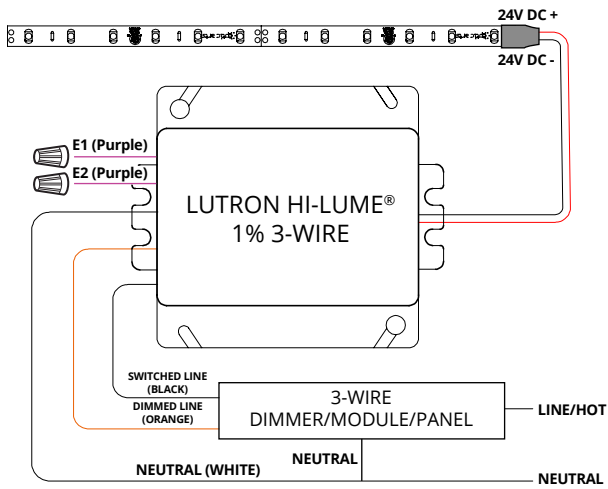 24V DC +
24V DC -
E1 (Purple)
E2 (Purple)
LUTRON HI-LUME®
1% 3-WIRE
SWITCHED LINE
(BLACK)
DIMMED LINE
(ORANGE)
3-WIRE
DIMMER/MODULE/PANEL
LINE/HOT
NEUTRAL
NEUTRAL (WHITE)
NEUTRAL